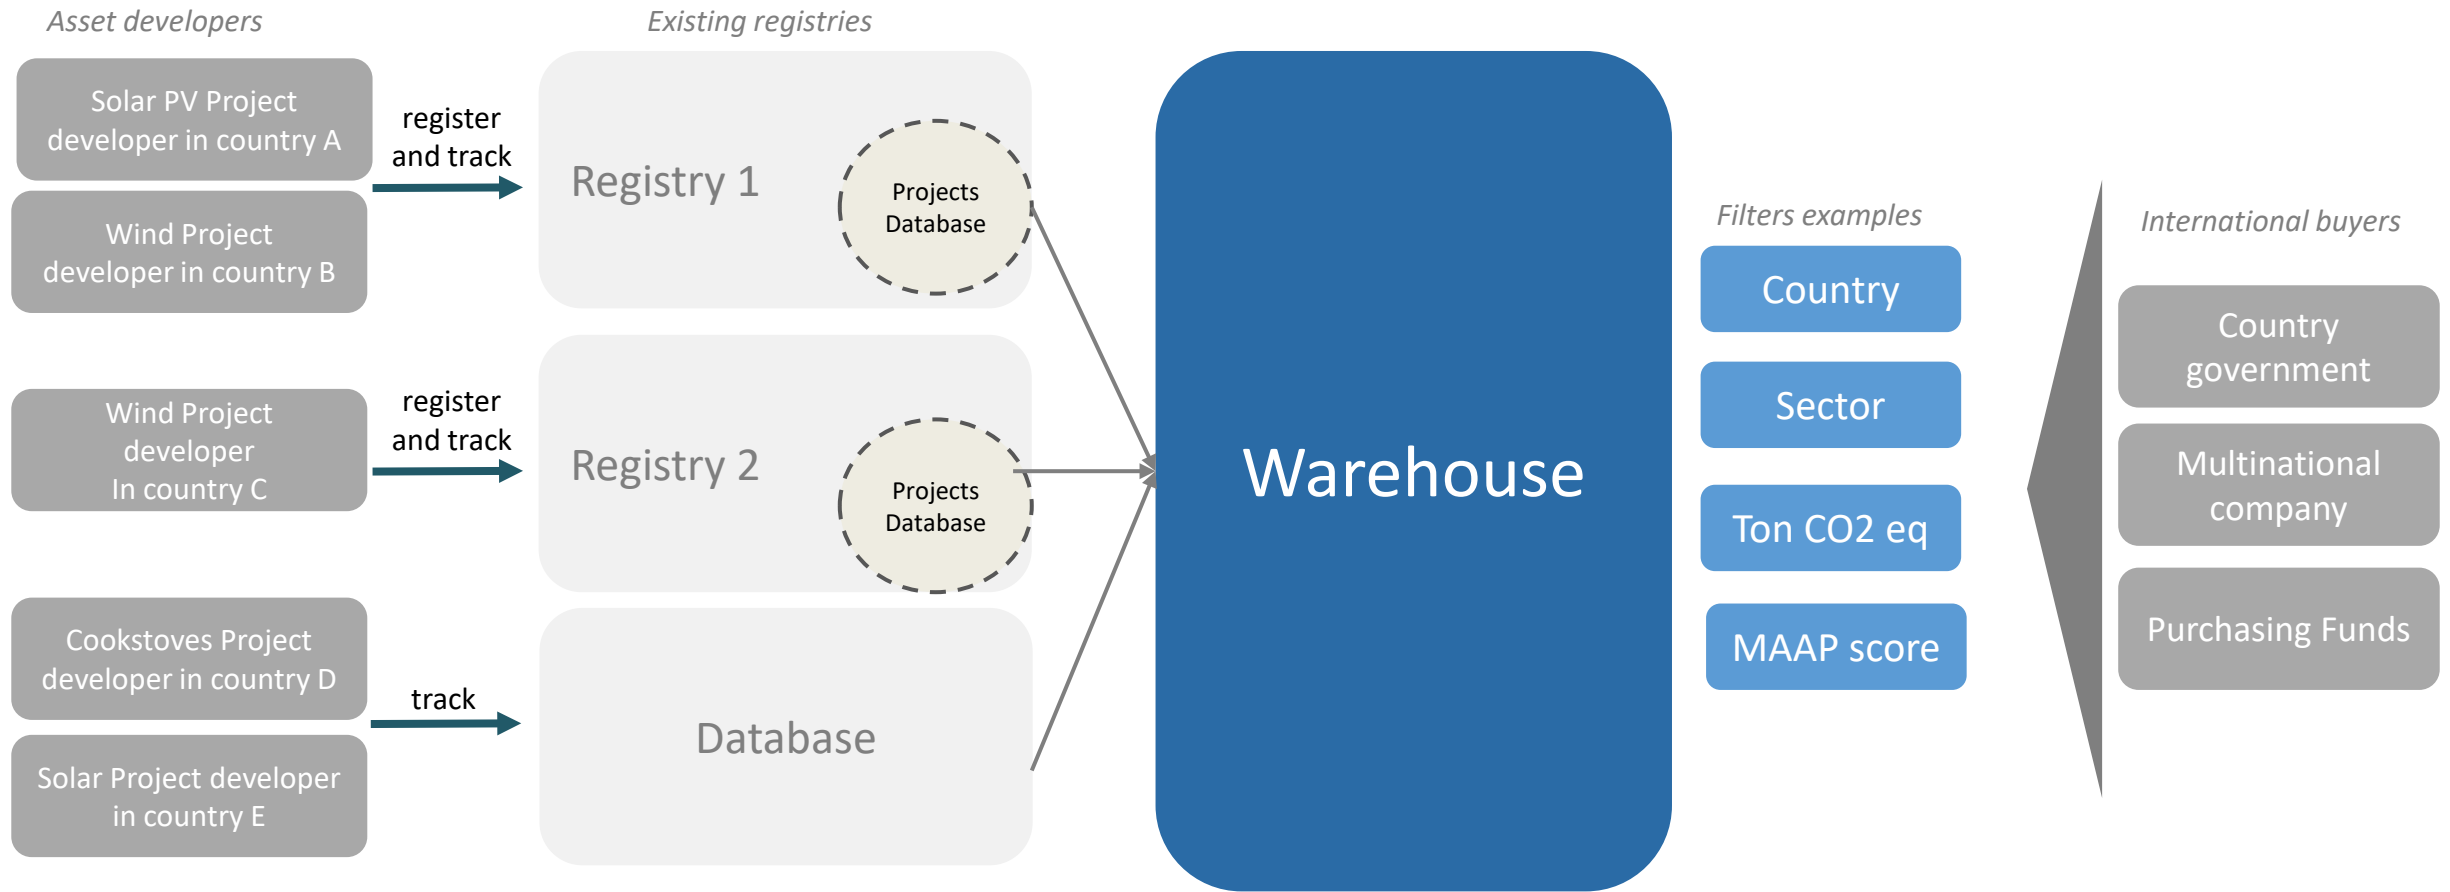 Asset developers
Solar PV Project
developer in country A
Wind Project
developer in country B
Wind Project
developer
In country C
Cookstoves Project
developer in country D
Solar Project developer
in country E
register
and track
register
and track
track
Existing registries
Registry 1
Projects
Database
Registry 2
Projects
Database
Database
Warehouse
Filters examples
Country
Sector
Ton CO2 eq
MAAP score
International buyers
Country
government
Multinational
company
Purchasing Funds